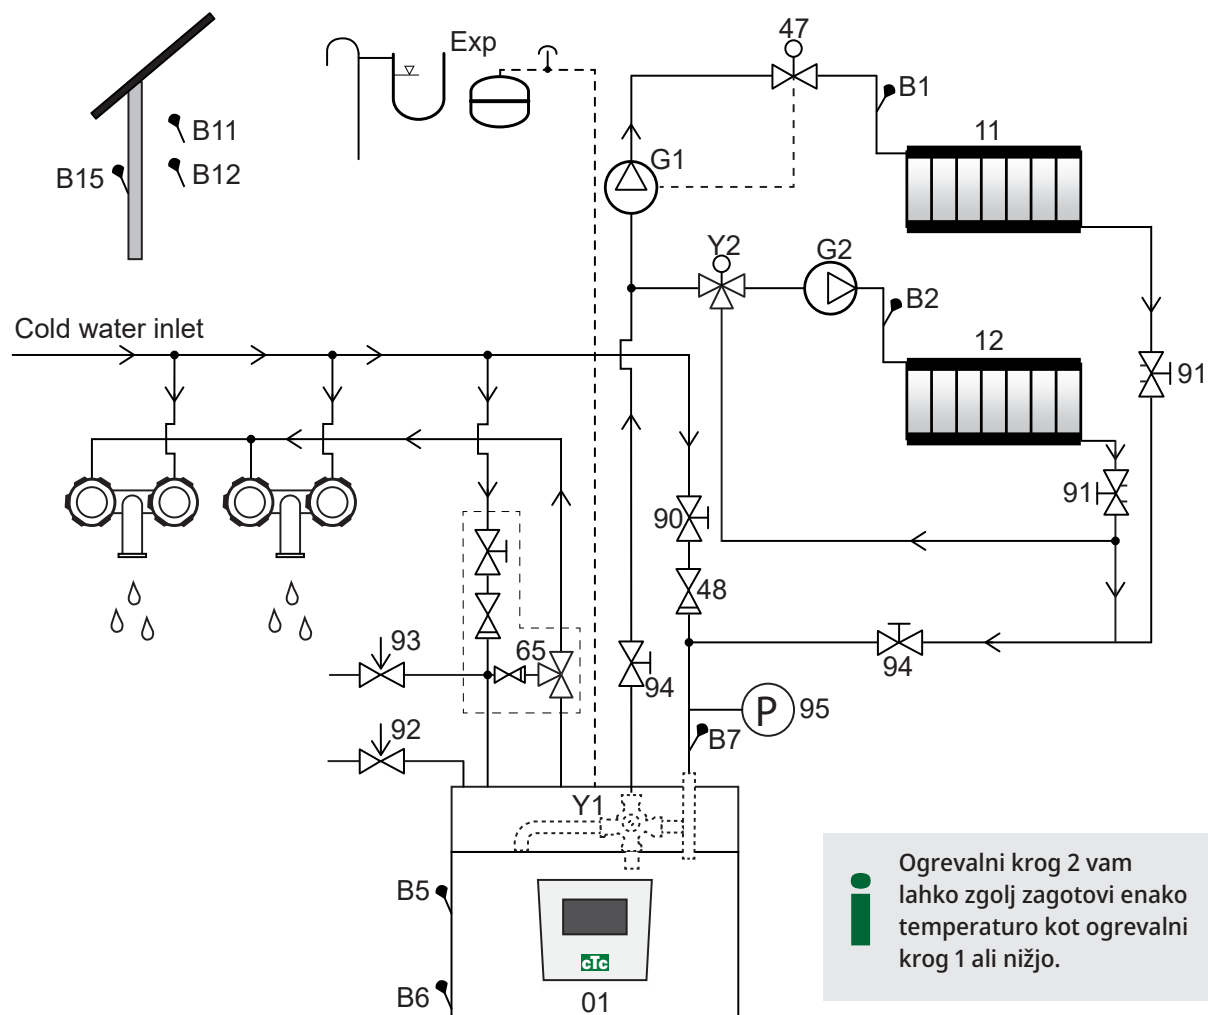 47
Exp
B1
B11
11
G1
B12
B15
Y2
G2
B2
Cold water inlet
12
91
91
90
48
93
65
94
94
P 95
92
B7
Y1
B5
cTc
B6
01
Ogrevalni krog 2 vam
lahko zgolj zagotovi enako
temperaturo kot ogrevalni
krog 1 ali nižjo.